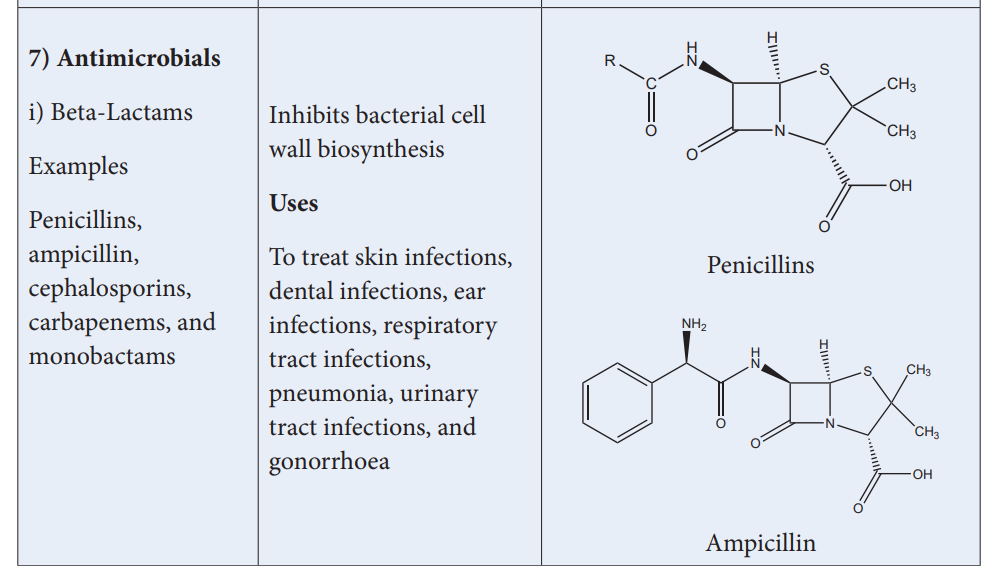 7) Antimicrobials
i) Beta-Lactams
Examples
Penicillins,
ampicillin,
cephalosporins,
carbapenems, and
monobactams
Inhibits bacterial cell
wall biosynthesis
Uses
To treat skin infections,
dental infections, ear
infections, respiratory
tract infections,
pneumonia, urinary
tract infections, and
gonorrhoea
H
H
R N S CH3
C
O N CH3
O
OH
O
Penicillins
NH2
H
H
N S CH3
O N
O CH3
OH
O
Ampicillin